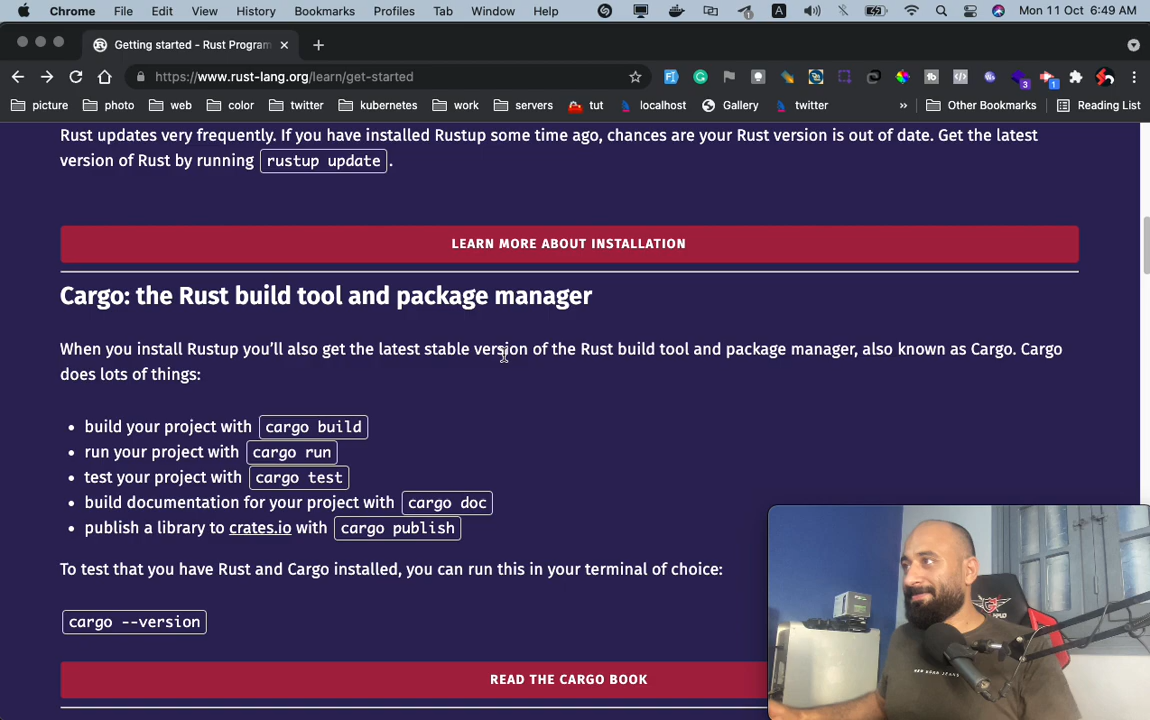 Chrome File Edit View History Bookmarks Profiles Tab Window Help A Mon 11 Oct 6:49 AM
Getting started - Rust Program
https://www.rust-lang.org/learn/get-started
3 1
picture photo web color twitter kubernetes work servers tut localhost Gallery twitter » Other Bookmarks Reading List
Rust updates very frequently. If you have installed Rustup some time ago, chances are your Rust version is out of date. Get the latest
version of Rust by running rustup update.
LEARN MORE ABOUT INSTALLATION
Cargo: the Rust build tool and package manager
When you install Rustup you'll also get the latest stable version of the Rust build tool and package manager, also known as Cargo. Cargo
does lots of things:
• build your project with cargo build
• run your project with cargo run
• test your project with cargo test
• build documentation for your project with cargo doc
• publish a library to crates.io with cargo publish
To test that you have Rust and Cargo installed, you can run this in your terminal of choice:
cargo --version
READ THE CARGO BOOK